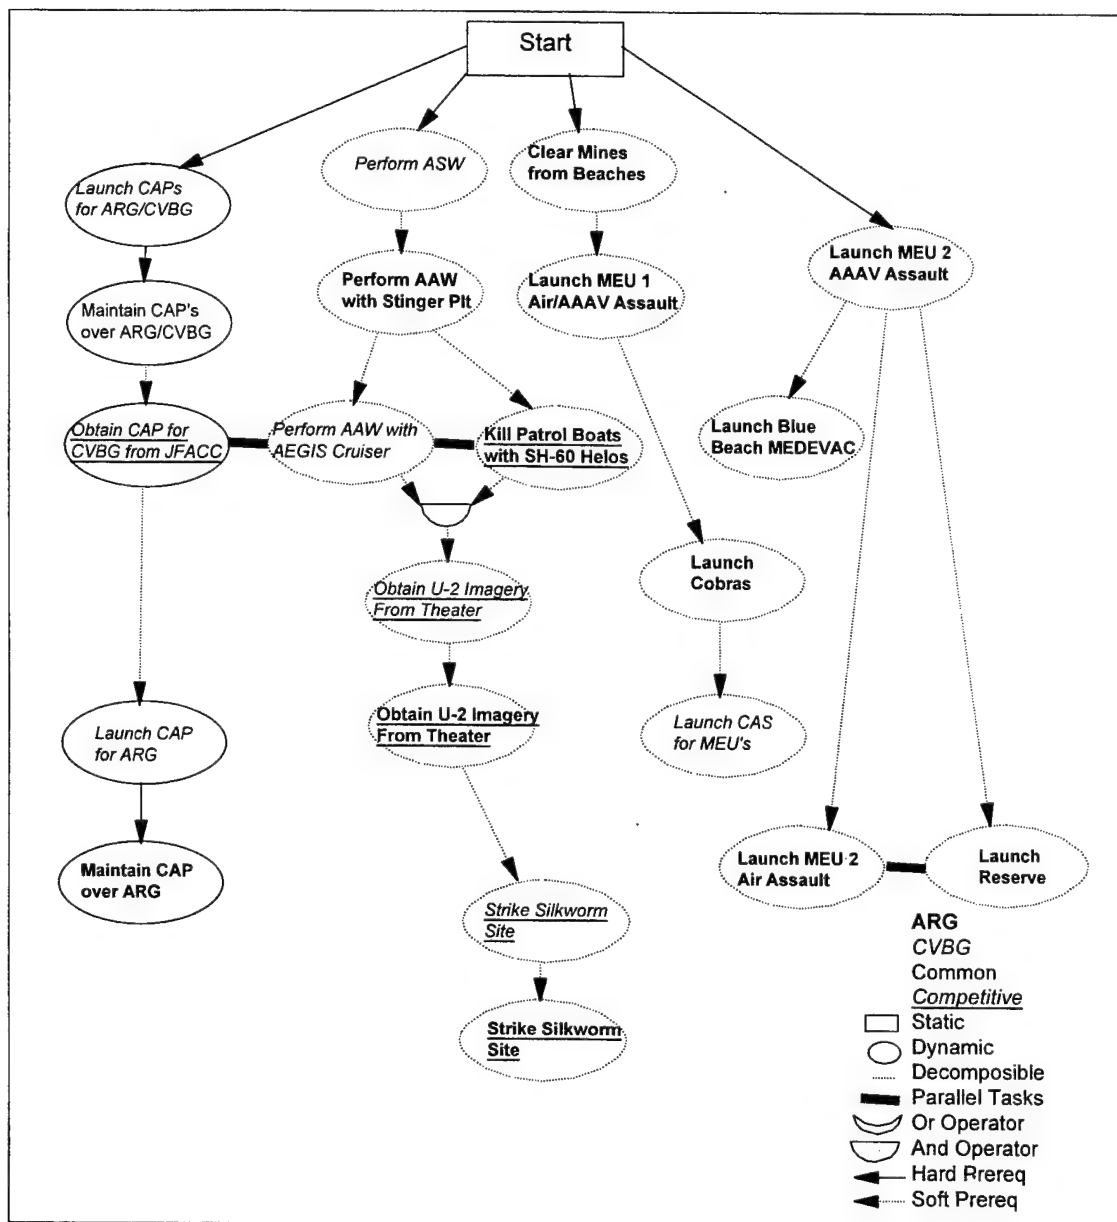 Start
Perform ASW
Clear Mines
from Beaches
Launch CAPs
for ARG/CVBG
Launch MEU 2
AAAV Assault
Perform AAW
with Stinger Plt
Launch MEU 1
Air/AAAV Assault
Maintain CAP's
over ARG/CVBG
Obtain CAP for
CVBG from JFACC
Perform AAW with
AEGIS Cruiser
Kill Patrol Boats
with SH-60 Helos
Launch Blue
Beach MEDEVAC
Launch
Cobras
Obtain U-2 Imagery
From Theater
Obtain U-2 Imagery
From Theater
Launch CAS
for MEU's
Launch CAP
for ARG
Maintain CAP
over ARG
Launch MEU 2
Air Assault
Launch
Reserve
Strike Silkworm
Site
Strike Silkworm
Site
ARG
CVBG
Common
Competitive
Static
Dynamic
Decomposible
Parallel Tasks
Or Operator
And Operator
Hard Prereq
Soft Prereq